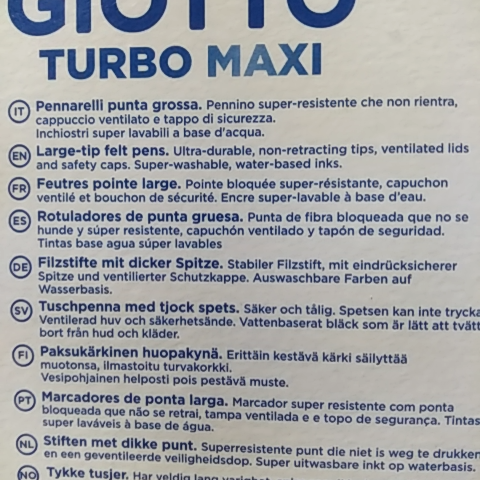 GIOTTO
TURBO MAXI
IT Pennarelli punta grossa. Pennino super-resistente che non rientra,
cappuccio ventilato e tappo di sicurezza.
Inchiostri super lavabili a base d'acqua.
EN Large-tip felt pens. Ultra-durable, non-retracting tips, ventilated lids
and safety caps. Super-washable, water-based inks.
FR Feutres pointe large. Pointe bloquée super-résistante, capuchon
ventilé et bouchon de sécurité. Encre super-lavable à base d'eau.
ES Rotuladores de punta gruesa. Punta de fibra bloqueada que no se
hunde y súper resistente, capuchón ventilado y tapón de seguridad.
Tintas base agua súper lavables
DE Filzstifte mit dicker Spitze. Stabiler Filzstift, mit eindrücksicherer
Spitze und ventilierter Schutzkappe. Auswaschbare Farben auf
Wasserbasis.
SV Tuschpenna med tjock spets. Säker och tålig. Spetsen kan inte trycka
Ventilerad huv och säkerhetsände. Vattenbaserat bläck som är lätt att tvätt
bort från hud och kläder.
FI Paksukärkinen huopakynä. Erittäin kestävä kärki säilyttää
muotonsa, ilmastoitu turvakorkki.
Vesipohjainen helposti pois pestävä muste.
PT Marcadores de ponta larga. Marcador super resistente com ponta
bloqueada que não se retrai, tampa ventilada e e topo de segurança. Tintas
super laváveis à base de água.
NL Stiften met dikke punt. Superresistente punt die niet is weg te drukken
en een geventileerde veiligheidsdop. Super uitwasbare inkt op waterbasis.
NO Tykke tusjer. Har veldig lang